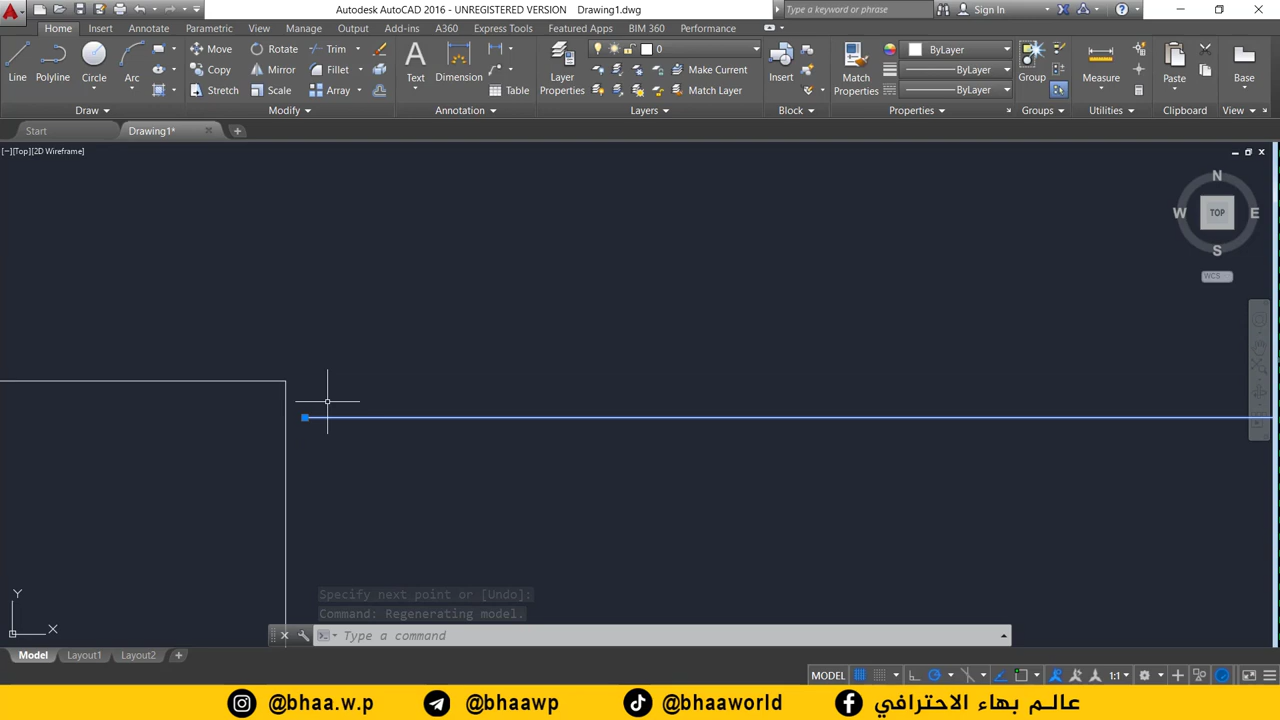 Autodesk AutoCAD 2016 - UNREGISTERED VERSION Drawing1.dwg
Type a keyword or phrase
Sign In
Home Insert Annotate Parametric View Manage Output Add-ins A360 Express Tools Featured Apps BIM 360 Performance
Line
Polyline
Circle
Arc
Move
Copy
Stretch
Rotate
Mirror
Scale
Trim
Fillet
Array
Text
Dimension
Table
Layer
Properties
0
Make Current
Match Layer
Insert
Match
Properties
ByLayer
ByLayer
ByLayer
Group
Measure
Paste
Base
Draw Modify Annotation Layers Block Properties Groups Utilities Clipboard View
Start Drawing1*
[−][Top][2D Wireframe]
N
W TOP E
S
WCS
Y
X
Specify next point or [Undo]:
Command: Regenerating model.
Type a command
Model Layout1 Layout2
MODEL 1:1
@bhaa.w.p @bhaawp @bhaaworld عالم بهاء الاحترافي